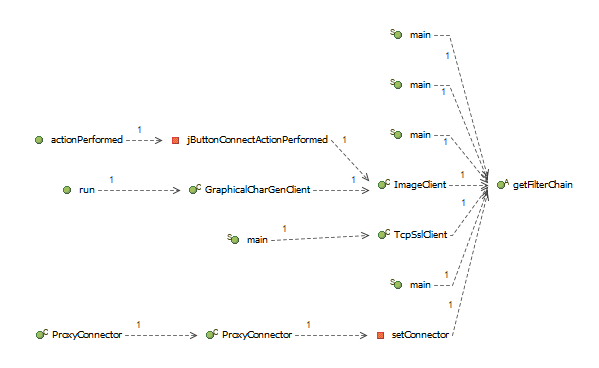 S main
1
S main
1
S main
1
actionPerformed 1 jButtonConnectActionPerformed 1
run 1 C GraphicalCharGenClient 1 C ImageClient 1 A getFilterChain
S main 1 C TcpSslClient 1
S main 1
1
C ProxyConnector 1 C ProxyConnector 1 setConnector